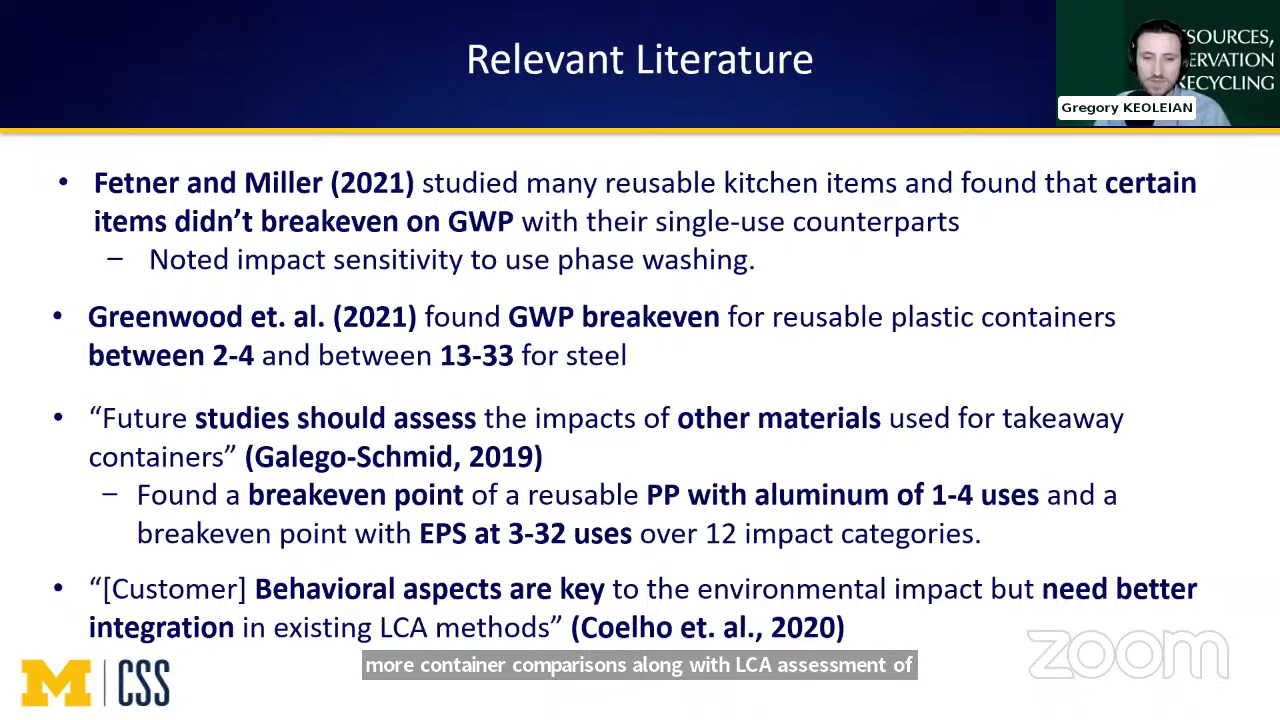 Relevant Literature
SOURCES,
ERVATION
RECYCLING
Gregory KEOLEIAN
• Fetner and Miller (2021) studied many reusable kitchen items and found that certain
items didn’t breakeven on GWP with their single-use counterparts
– Noted impact sensitivity to use phase washing.
• Greenwood et. al. (2021) found GWP breakeven for reusable plastic containers
between 2-4 and between 13-33 for steel
• “Future studies should assess the impacts of other materials used for takeaway
containers” (Galego-Schmid, 2019)
– Found a breakeven point of a reusable PP with aluminum of 1-4 uses and a
breakeven point with EPS at 3-32 uses over 12 impact categories.
• “[Customer] Behavioral aspects are key to the environmental impact but need better
integration in existing LCA methods” (Coelho et. al., 2020)
zoom
more container comparisons along with LCA assessment of
M CSS